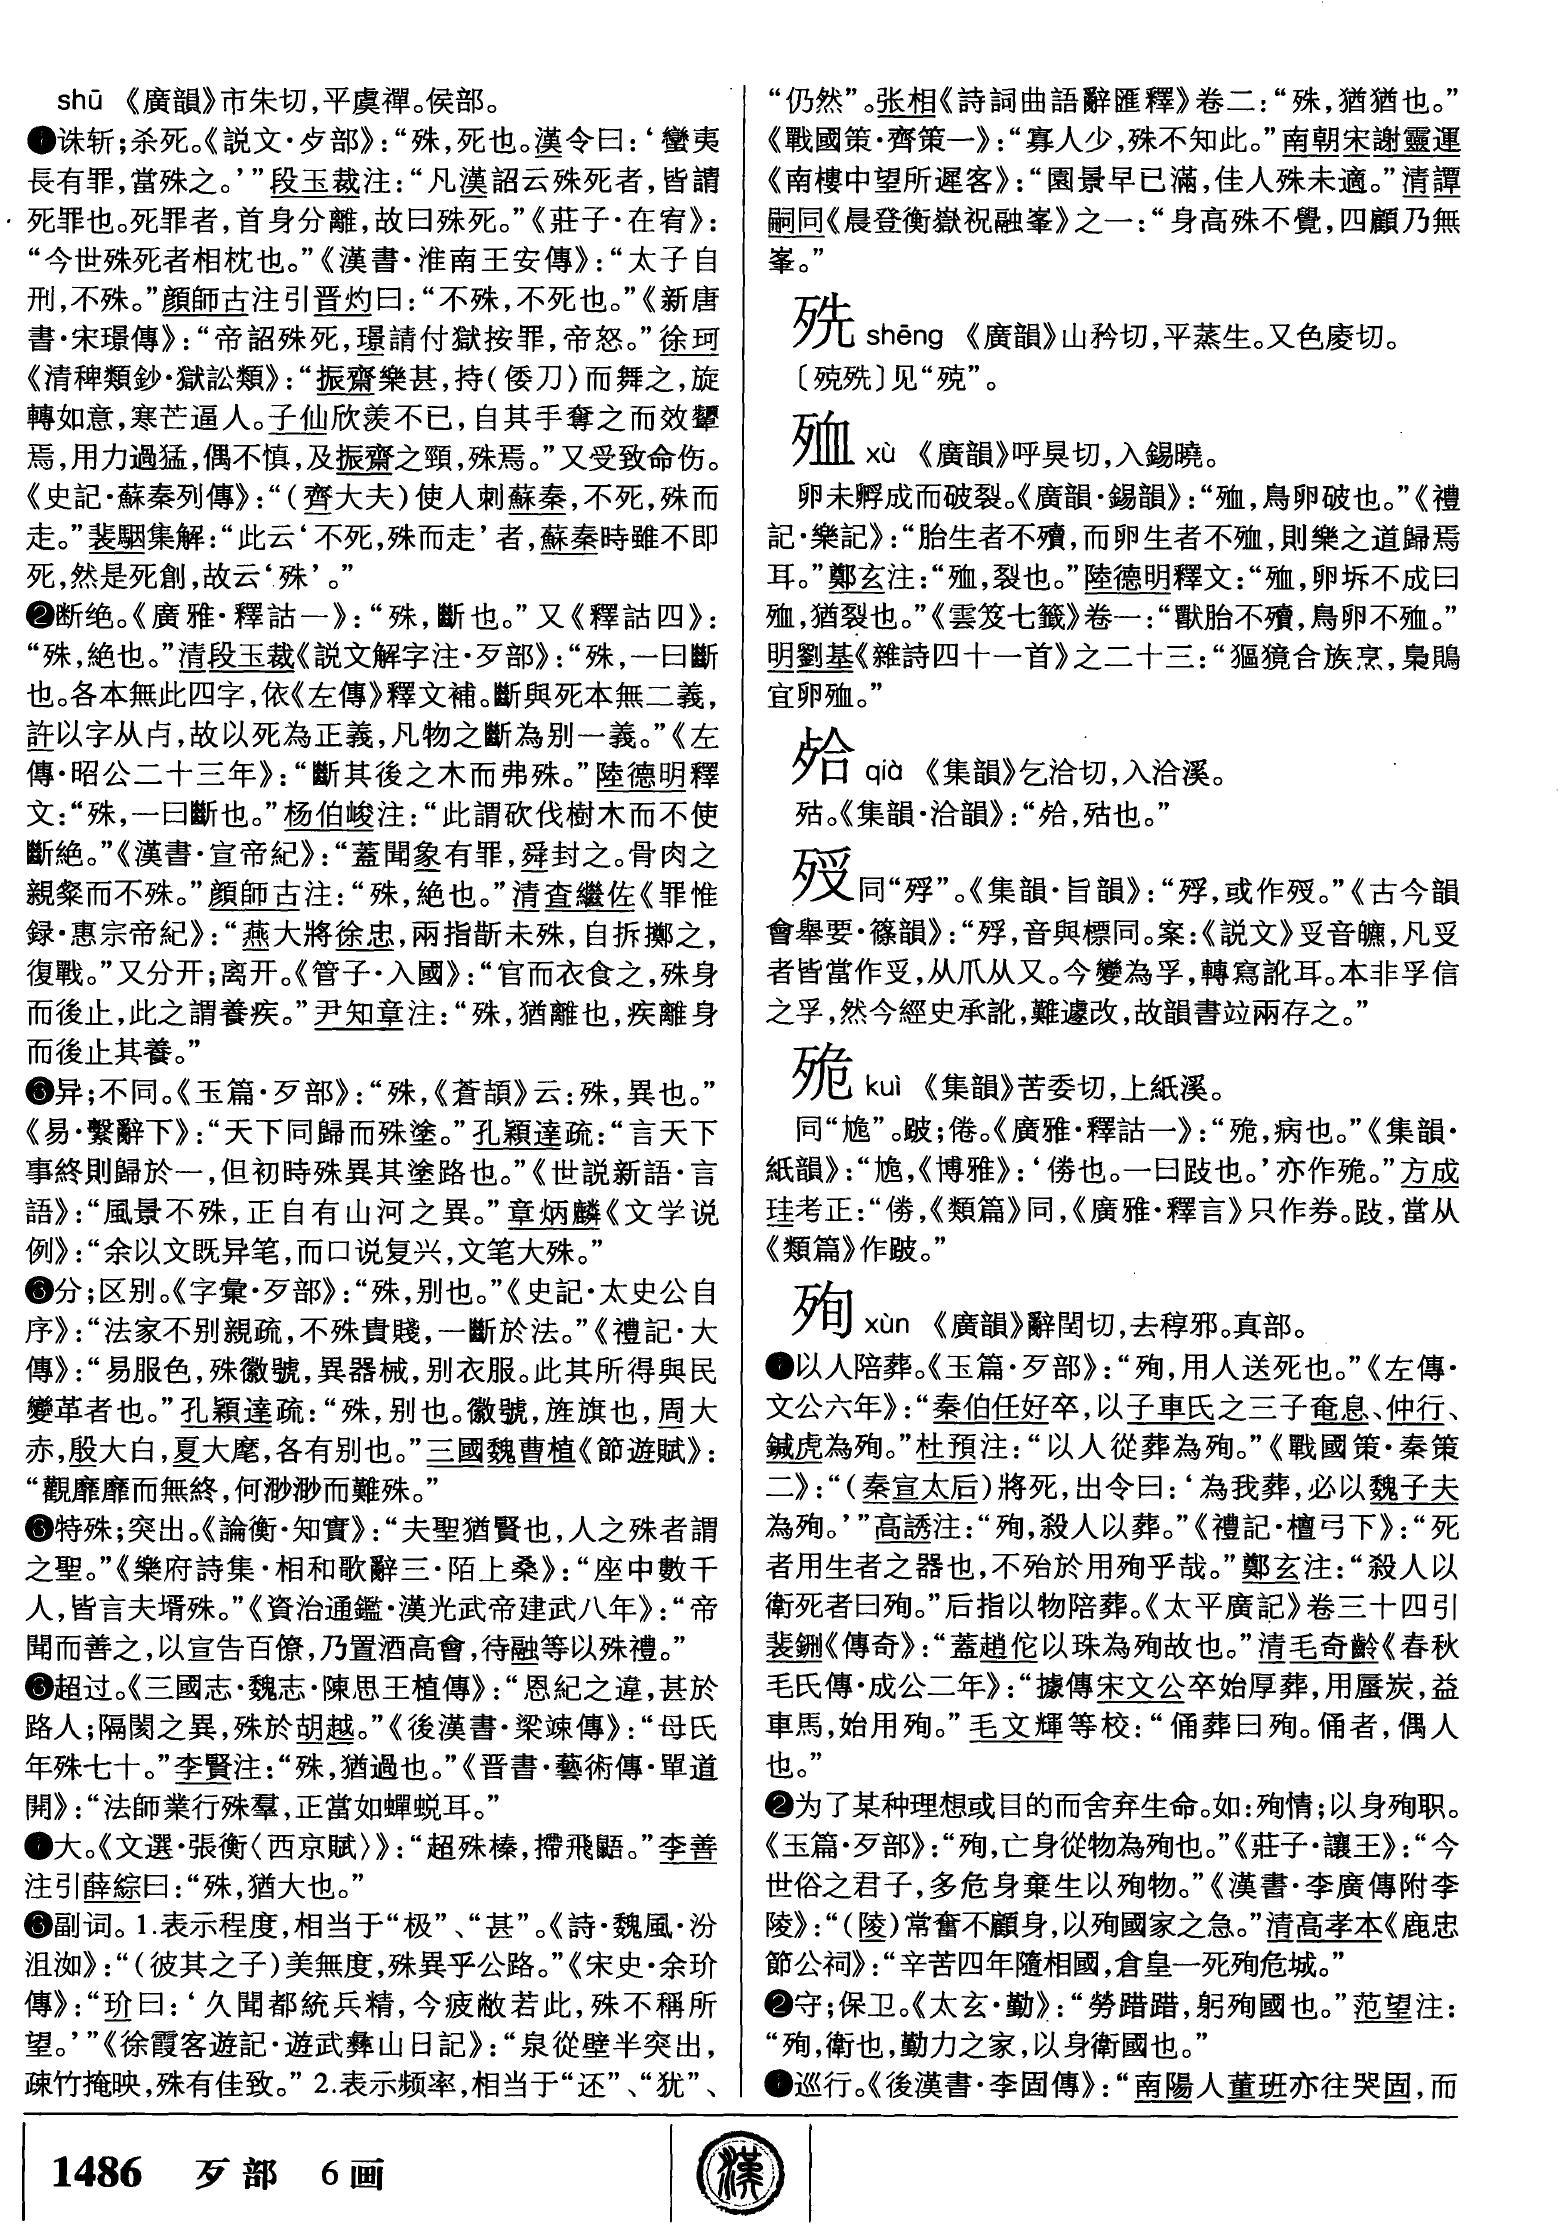 shū 《廣韻》市朱切,平虞禪。侯部。
❶诛斩;杀死。《説文·歺部》:“殊,死也。漢令曰:‘蠻夷
長有罪,當殊之。’”段玉裁注:“凡漢詔云殊死者,皆謂
死罪也。死罪者,首身分離,故曰殊死。”《莊子·在宥》:
“今世殊死者相枕也。”《漢書·淮南王安傳》:“太子自
刑,不殊。”顔師古注引晋灼曰:“不殊,不死也。”《新唐
書·宋璟傳》:“帝詔殊死,璟請付獄按罪,帝怒。”徐珂
《清稗類鈔·獄訟類》:“振齋樂甚,持(倭刀)而舞之,旋
轉如意,寒芒逼人。子仙欣羨不已,自其手奪之而效顰
焉,用力過猛,偶不慎,及振齋之頸,殊焉。”又受致命伤。
《史記·蘇秦列傳》:“(齊大夫)使人刺蘇秦,不死,殊而
走。”裴駰集解:“此云‘不死,殊而走’者,蘇秦時雖不即
死,然是死創,故云‘殊’。”
❷断绝。《廣雅·釋詁一》:“殊,斷也。”又《釋詁四》:
“殊,絶也。”清段玉裁《説文解字注·歹部》:“殊,一曰斷
也。各本無此四字,依《左傳》釋文補。斷與死本無二義,
許以字从歺,故以死為正義,凡物之斷為别一義。”《左
傳·昭公二十三年》:“斷其後之木而弗殊。”陸德明釋
文:“殊,一曰斷也。”杨伯峻注:“此謂砍伐樹木而不使
斷絶。”《漢書·宣帝紀》:“蓋聞象有罪,舜封之。骨肉之
親粲而不殊。”顔師古注:“殊,絶也。”清查繼佐《罪惟
録·惠宗帝紀》:“燕大將徐忠,兩指斮未殊,自拆擲之,
復戰。”又分开;离开。《管子·入國》:“官而衣食之,殊身
而後止,此之謂養疾。”尹知章注:“殊,猶離也,疾離身
而後止其養。”
❸异;不同。《玉篇·歹部》:“殊,《蒼頡》云:殊,異也。”
《易·繫辭下》:“天下同歸而殊塗。”孔穎達疏:“言天下
事終則歸於一,但初時殊異其塗路也。”《世説新語·言
語》:“風景不殊,正自有山河之異。”章炳麟《文学说
例》:“余以文既异笔,而口说复兴,文笔大殊。”
❸分;区别。《字彙·歹部》:“殊,别也。”《史記·太史公自
序》:“法家不别親疏,不殊貴賤,一斷於法。”《禮記·大
傳》:“易服色,殊徽號,異器械,别衣服。此其所得與民
變革者也。”孔穎達疏:“殊,别也。徽號,旌旗也,周大
赤,殷大白,夏大麾,各有别也。”三國魏曹植《節遊賦》:
“觀靡靡而無終,何渺渺而難殊。”
❸特殊;突出。《論衡·知實》:“夫聖猶賢也,人之殊者謂
之聖。”《樂府詩集·相和歌辭三·陌上桑》:“座中數千
人,皆言夫壻殊。”《資治通鑑·漢光武帝建武八年》:“帝
聞而善之,以宣告百僚,乃置酒高會,待融等以殊禮。”
❸超过。《三國志·魏志·陳思王植傳》:“恩紀之違,甚於
路人;隔閡之異,殊於胡越。”《後漢書·梁竦傳》:“母氏
年殊七十。”李賢注:“殊,猶過也。”《晋書·藝術傳·單道
開》:“法師業行殊羣,正當如蟬蜕耳。”
❼大。《文選·張衡〈西京賦〉》:“超殊榛,摕飛鼯。”李善
注引薛綜曰:“殊,猶大也。”
❸副词。1.表示程度,相当于“极”、“甚”。《詩·魏風·汾
沮洳》:“(彼其之子)美無度,殊異乎公路。”《宋史·余玠
傳》:“玠曰:‘久聞都統兵精,今疲敝若此,殊不稱所
望。’”《徐霞客遊記·遊武彝山日記》:“泉從壁半突出,
疎竹掩映,殊有佳致。”2.表示频率,相当于“还”、“犹”、
“仍然”。张相《詩詞曲語辭匯釋》卷二:“殊,猶猶也。”
《戰國策·齊策一》:“寡人少,殊不知此。”南朝宋謝靈運
《南樓中望所遲客》:“園景早已滿,佳人殊未適。”清譚
嗣同《晨登衡嶽祝融峯》之一:“身高殊不覺,四顧乃無
峯。”
㱡 shēng 《廣韻》山矜切,平蒸生。又色庱切。
〔殑㱡〕见“殑”。
殈 xù 《廣韻》呼狊切,入錫曉。
卵未孵成而破裂。《廣韻·錫韻》:“殈,鳥卵破也。”《禮
記·樂記》:“胎生者不殰,而卵生者不殈,則樂之道歸焉
耳。”鄭玄注:“殈,裂也。”陸德明釋文:“殈,卵坼不成曰
殈,猶裂也。”《雲笈七籤》卷一:“獸胎不殰,鳥卵不殈。”
明劉基《雜詩四十一首》之二十三:“貙獍合族烹,梟鴟
宜卵殈。”
㱝 qià 《集韻》乞洽切,入洽溪。
㱠。《集韻·洽韻》:“㱝,㱠也。”
𣧩同“殍”。《集韻·旨韻》:“殍,或作𣧩。”《古今韻
會舉要·篠韻》:“殍,音與標同。案:《説文》𠬪音皫,凡𠬪
者皆當作𠬪,从爪从又。今變為孚,轉寫訛耳。本非孚信
之孚,然今經史承訛,難遽改,故韻書竝兩存之。”
㱦 kuì 《集韻》苦委切,上紙溪。
同“尯”。跛;倦。《廣雅·釋詁一》:“㱦,病也。”《集韻·
紙韻》:“尯,《博雅》:‘㑃也。一曰跂也。’亦作㱦。”方成
珪考正:“㑃,《類篇》同,《廣雅·釋言》只作券。跂,當从
《類篇》作跛。”
殉 xùn 《廣韻》辭閏切,去稕邪。真部。
❶以人陪葬。《玉篇·歹部》:“殉,用人送死也。”《左傳·
文公六年》:“秦伯任好卒,以子車氏之三子奄息、仲行、
鍼虎為殉。”杜預注:“以人從葬為殉。”《戰國策·秦策
二》:“(秦宣太后)將死,出令曰:‘為我葬,必以魏子夫
為殉。’”高誘注:“殉,殺人以葬。”《禮記·檀弓下》:“死
者用生者之器也,不殆於用殉乎哉。”鄭玄注:“殺人以
衛死者曰殉。”后指以物陪葬。《太平廣記》卷三十四引
裴鉶《傳奇》:“蓋趙佗以珠為殉故也。”清毛奇齡《春秋
毛氏傳·成公二年》:“據傳宋文公卒始厚葬,用蜃炭,益
車馬,始用殉。”毛文輝等校:“俑葬曰殉。俑者,偶人
也。”
❷为了某种理想或目的而舍弃生命。如:殉情;以身殉职。
《玉篇·歹部》:“殉,亡身從物為殉也。”《莊子·讓王》:“今
世俗之君子,多危身棄生以殉物。”《漢書·李廣傳附李
陵》:“(陵)常奮不顧身,以殉國家之急。”清高孝本《鹿忠
節公祠》:“辛苦四年隨相國,倉皇一死殉危城。”
❷守;保卫。《太玄·勤》:“勞踖踖,躬殉國也。”范望注:
“殉,衛也,勤力之家,以身衛國也。”
❶巡行。《後漢書·李固傳》:“南陽人董班亦往哭固,而
1486 歹部 6画
漢